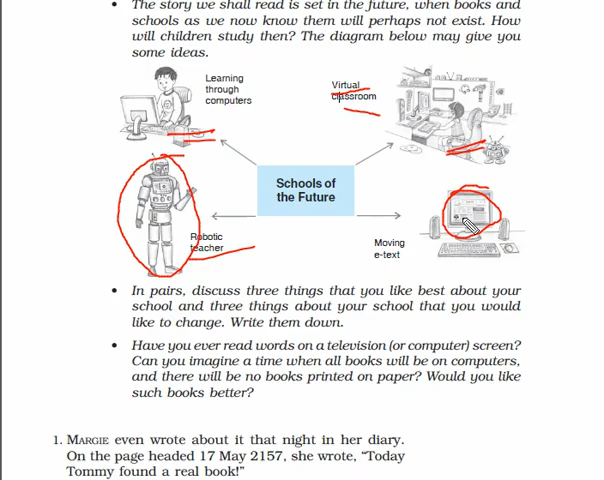 • The story we shall read is set in the future, when books and
schools as we now know them will perhaps not exist. How
will children study then? The diagram below may give you
some ideas.
Learning
through
computers
Virtual
classroom
Schools of
the Future
Robotic
teacher
Moving
e-text
• In pairs, discuss three things that you like best about your
school and three things about your school that you would
like to change. Write them down.
• Have you ever read words on a television (or computer) screen?
Can you imagine a time when all books will be on computers,
and there will be no books printed on paper? Would you like
such books better?
1. MARGIE even wrote about it that night in her diary.
On the page headed 17 May 2157, she wrote, “Today
Tommy found a real book!”